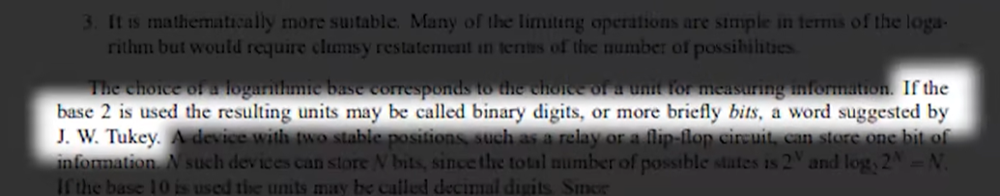 3. It is mathematically more suitable. Many of the limiting operations are simple in terms of the loga-
rithm but would require clumsy restatement in terms of the number of possibilities.
The choice of a logarithmic base corresponds to the choice of a unit for measuring information. If the
base 2 is used the resulting units may be called binary digits, or more briefly bits, a word suggested by
J. W. Tukey. A device with two stable positions, such as a relay or a flip-flop circuit, can store one bit of
information. N such devices can store N bits, since the total number of possible states is 2^N and log₂ 2^N = N.
If the base 10 is used the units may be called decimal digits. Since